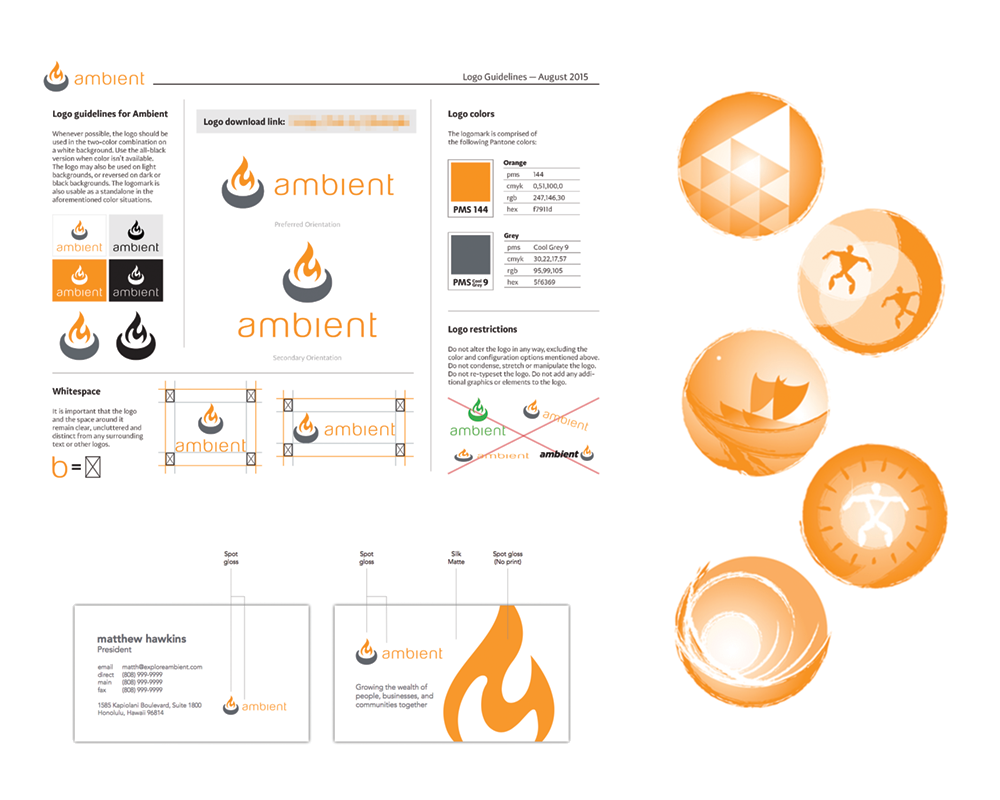 ambient
Logo Guidelines — August 2015
Logo guidelines for Ambient
Whenever possible, the logo should be
used in the two-color combination on
a white background. Use the all-black
version when color isn't available.
The logo may also be used on light
backgrounds, or reversed on dark or
black backgrounds. The logomark is
also usable as a standalone in the
aforementioned color situations.
ambient
ambient
ambient
ambient
Logo download link:
ambient
Preferred Orientation
ambient
Secondary Orientation
Logo colors
The logomark is comprised of
the following Pantone colors:
PMS 144
Orange
pms 144
cmyk 0,51,100,0
rgb 247,146,30
hex f7911d
PMS Cool Grey 9
Grey
pms Cool Grey 9
cmyk 30,22,17,57
rgb 95,99,105
hex 5f6369
Logo restrictions
Do not alter the logo in any way, excluding the
color and configuration options mentioned above.
Do not condense, stretch or manipulate the logo.
Do not re-typeset the logo. Do not add any addi-
tional graphics or elements to the logo.
ambient
ambient
ambient
ambient
Whitespace
It is important that the logo
and the space around it
remain clear, uncluttered and
distinct from any surrounding
text or other logos.
b =
ambient
ambient
Spot
gloss
matthew hawkins
President
email matth@exploreambient.com
direct (808) 999-9999
main (808) 999-9999
fax (808) 999-9999
1585 Kapiolani Boulevard, Suite 1800
Honolulu, Hawaii 96814
ambient
Spot
gloss
Silk
Matte
Spot gloss
(No print)
ambient
Growing the wealth of
people, businesses, and
communities together